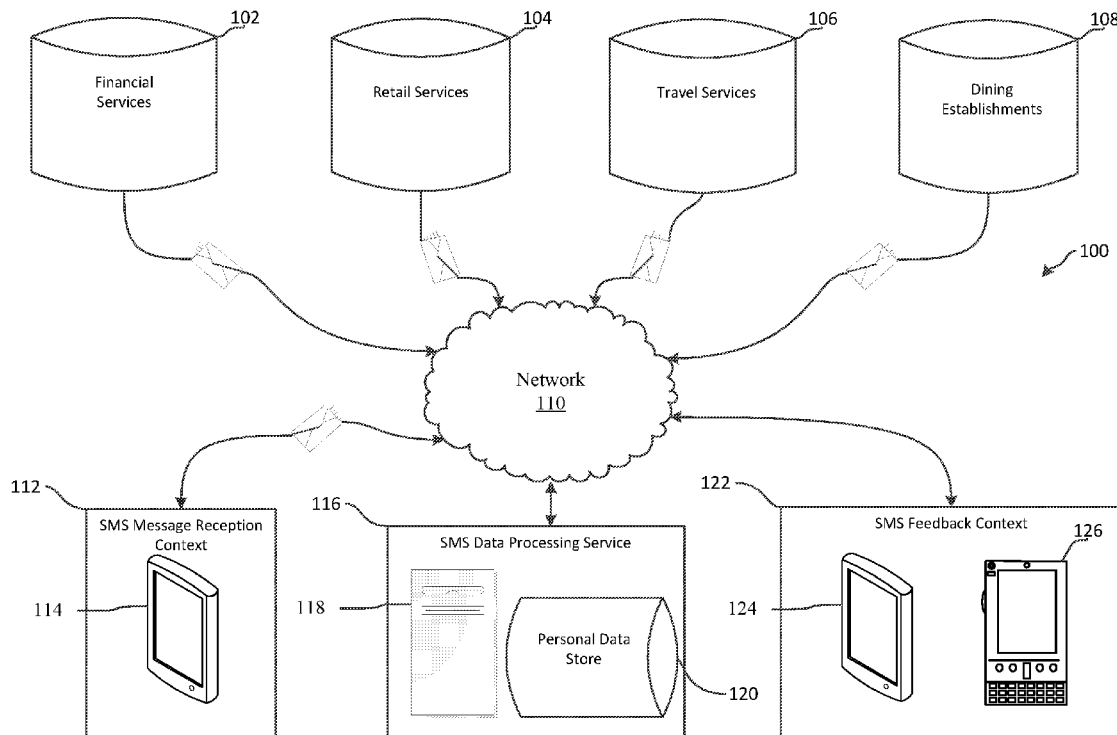 102
104
106
108
Financial
Services
Retail Services
Travel Services
Dining
Establishments
100
Network
110
112
SMS Message Reception
Context
114
116
SMS Data Processing Service
118
Personal Data
Store
120
122
SMS Feedback Context
124
126